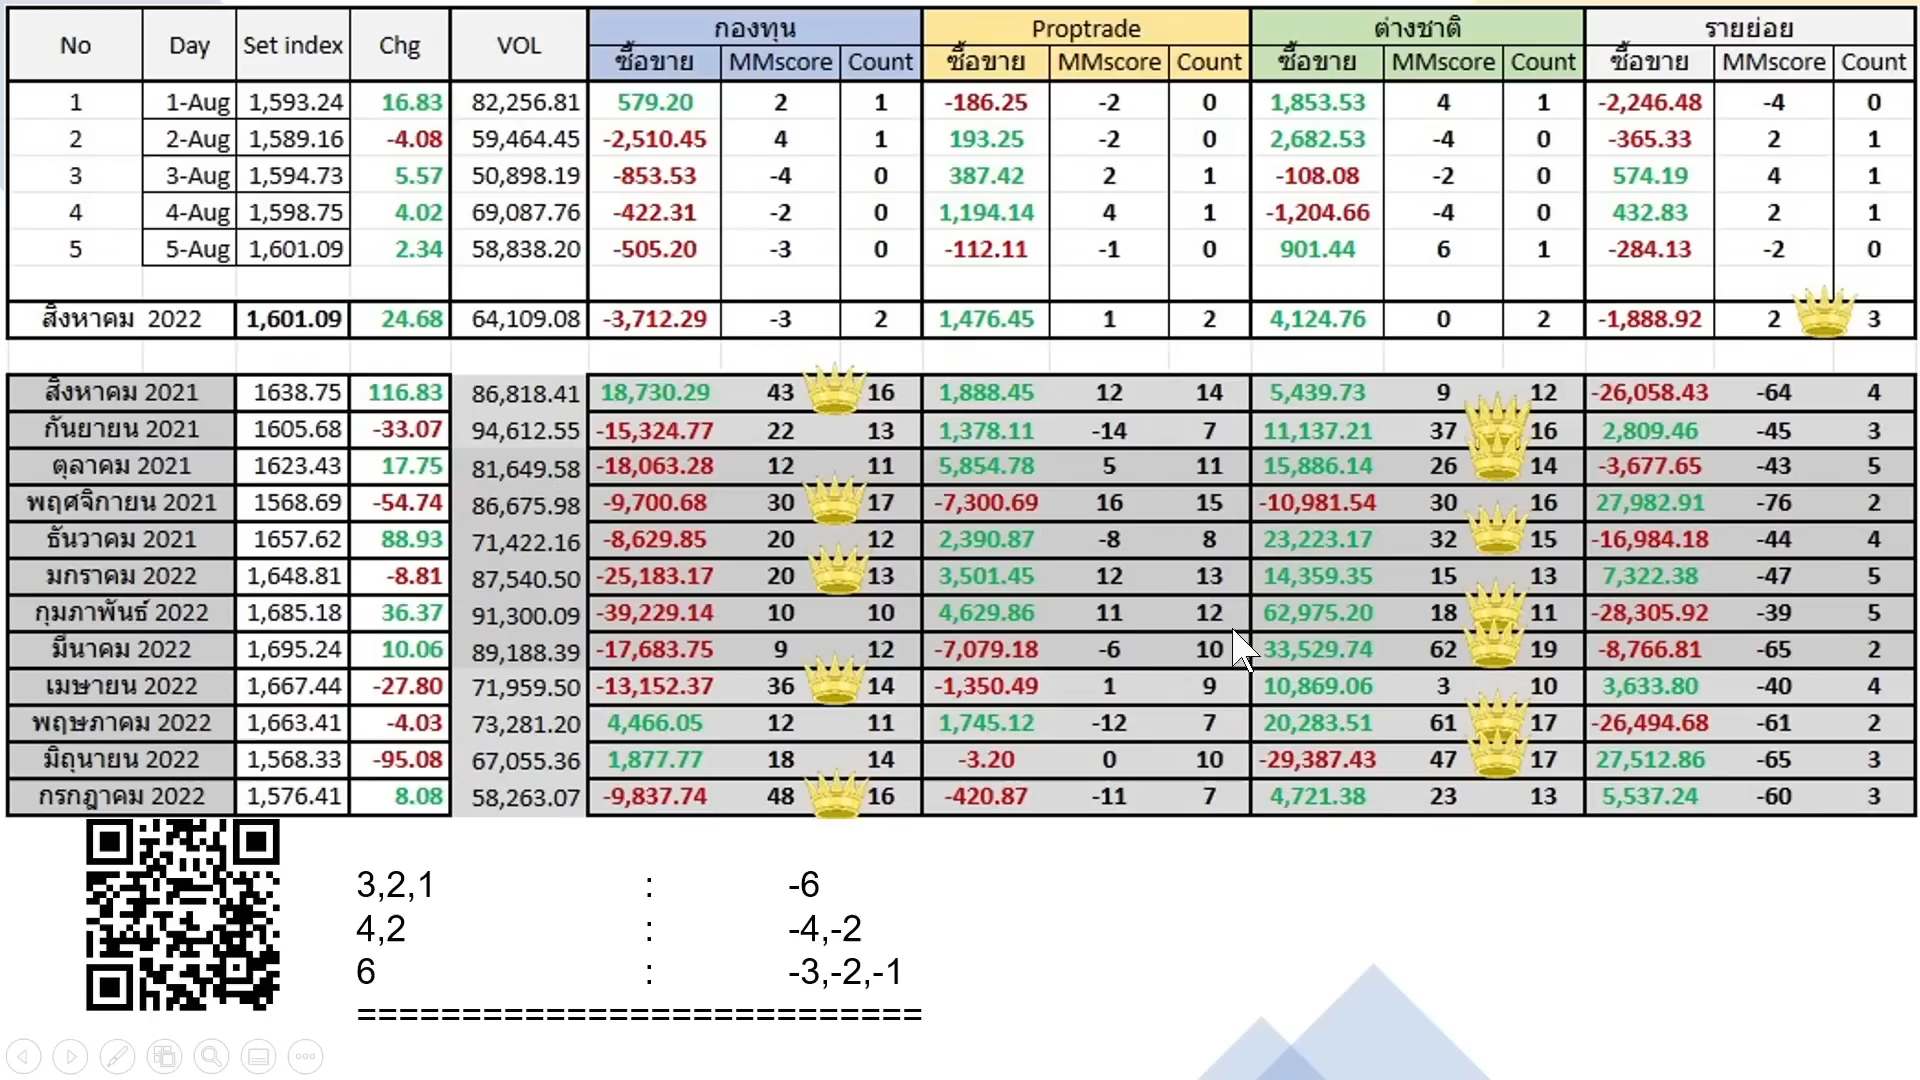 No Day Set index Chg VOL กองทุน Proptrade ต่างชาติ รายย่อย
ซื้อขาย MMscore Count ซื้อขาย MMscore Count ซื้อขาย MMscore Count ซื้อขาย MMscore Count
1 1-Aug 1,593.24 16.83 82,256.81 579.20 2 1 -186.25 -2 0 1,853.53 4 1 -2,246.48 -4 0
2 2-Aug 1,589.16 -4.08 59,464.45 -2,510.45 4 1 193.25 -2 0 2,682.53 -4 0 -365.33 2 1
3 3-Aug 1,594.73 5.57 50,898.19 -853.53 -4 0 387.42 2 1 -108.08 -2 0 574.19 4 1
4 4-Aug 1,598.75 4.02 69,087.76 -422.31 -2 0 1,194.14 4 1 -1,204.66 -4 0 432.83 2 1
5 5-Aug 1,601.09 2.34 58,838.20 -505.20 -3 0 -112.11 -1 0 901.44 6 1 -284.13 -2 0
สิงหาคม 2022 1,601.09 24.68 64,109.08 -3,712.29 -3 2 1,476.45 1 2 4,124.76 0 2 -1,888.92 2 3
สิงหาคม 2021 1638.75 116.83 86,818.41 18,730.29 43 16 1,888.45 12 14 5,439.73 9 12 -26,058.43 -64 4
กันยายน 2021 1605.68 -33.07 94,612.55 -15,324.77 22 13 1,378.11 -14 7 11,137.21 37 16 2,809.46 -45 3
ตุลาคม 2021 1623.43 17.75 81,649.58 -18,063.28 12 11 5,854.78 5 11 15,886.14 26 14 -3,677.65 -43 5
พฤศจิกายน 2021 1568.69 -54.74 86,675.98 -9,700.68 30 17 -7,300.69 16 15 -10,981.54 30 16 27,982.91 -76 2
ธันวาคม 2021 1657.62 88.93 71,422.16 -8,629.85 20 12 2,390.87 -8 8 23,223.17 32 15 -16,984.18 -44 4
มกราคม 2022 1,648.81 -8.81 87,540.50 -25,183.17 20 13 3,501.45 12 13 14,359.35 15 13 7,322.38 -47 5
กุมภาพันธ์ 2022 1,685.18 36.37 91,300.09 -39,229.14 10 10 4,629.86 11 12 62,975.20 18 11 -28,305.92 -39 5
มีนาคม 2022 1,695.24 10.06 89,188.39 -17,683.75 9 12 -7,079.18 -6 10 33,529.74 62 19 -8,766.81 -65 2
เมษายน 2022 1,667.44 -27.80 71,959.50 -13,152.37 36 14 -1,350.49 1 9 10,869.06 3 10 3,633.80 -40 4
พฤษภาคม 2022 1,663.41 -4.03 73,281.20 4,466.05 12 11 1,745.12 -12 7 20,283.51 61 17 -26,494.68 -61 2
มิถุนายน 2022 1,568.33 -95.08 67,055.36 1,877.77 18 14 -3.20 0 10 -29,387.43 47 17 27,512.86 -65 3
กรกฎาคม 2022 1,576.41 8.08 58,263.07 -9,837.74 48 16 -420.87 -11 7 4,721.38 23 13 5,537.24 -60 3
3,2,1 : -6
4,2 : -4,-2
6 : -3,-2,-1
===========================